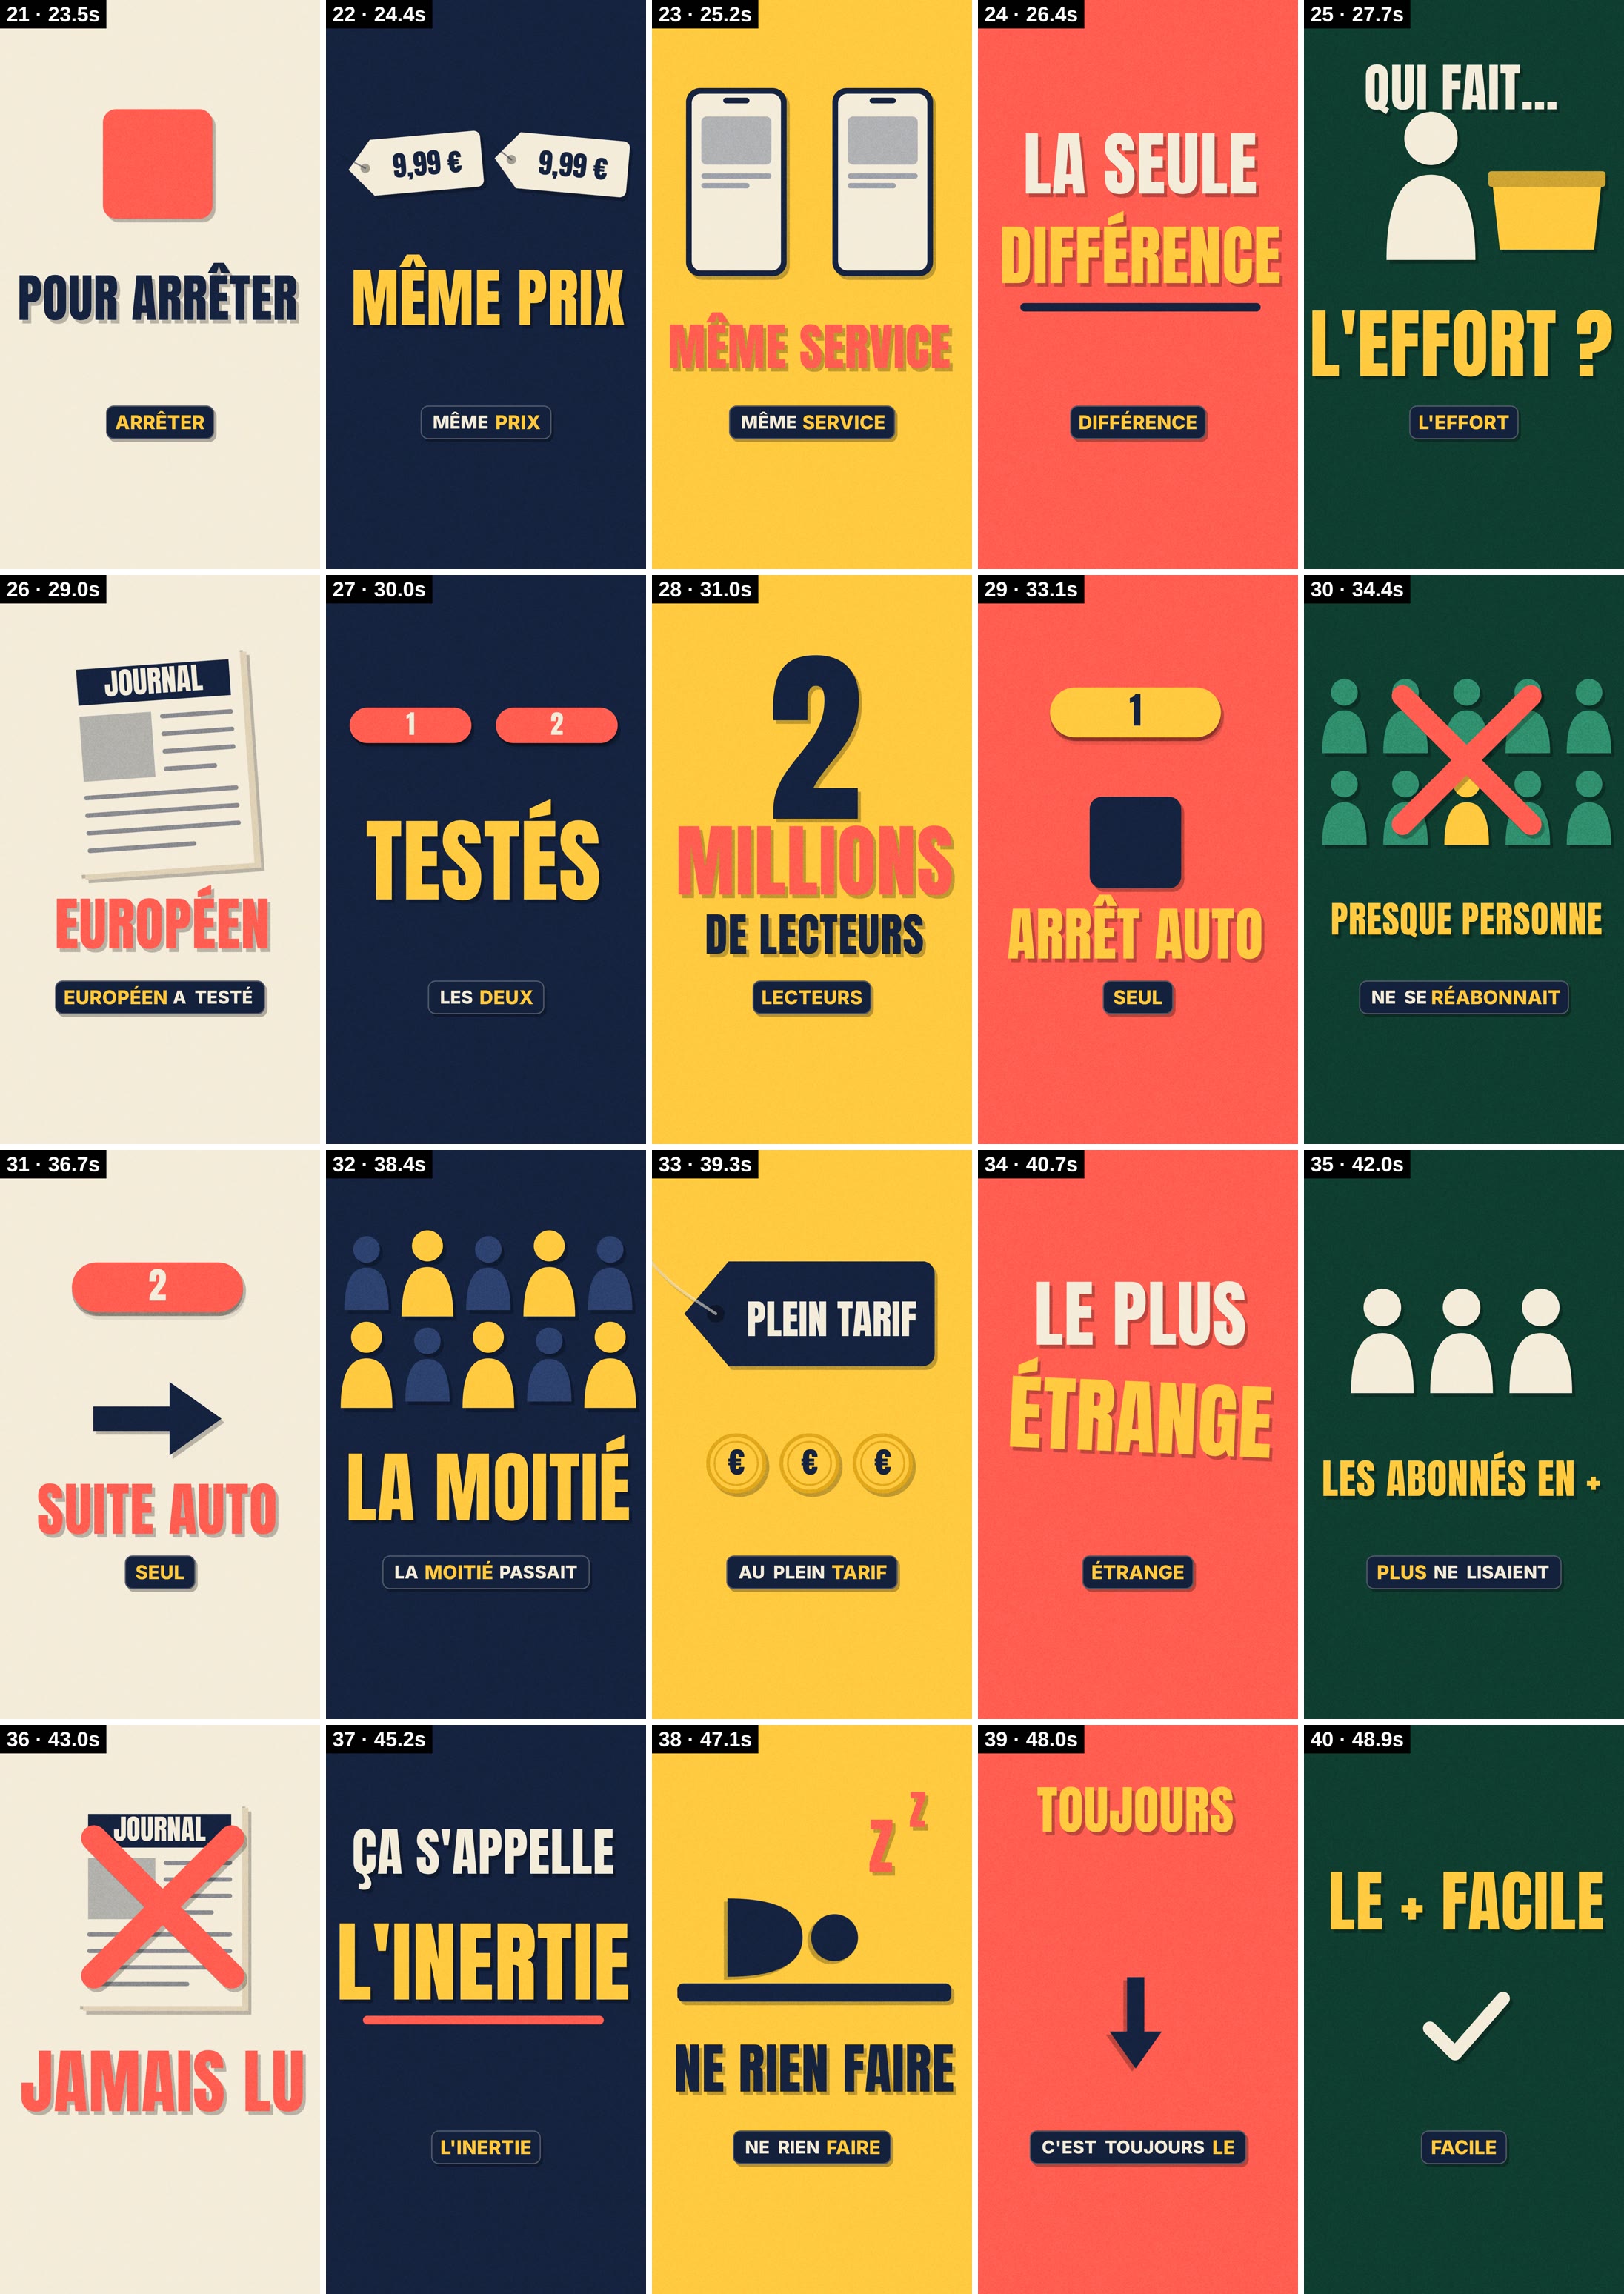 21 · 23.5s
POUR ARRÊTER
ARRÊTER
22 · 24.4s
9,99 €
9,99 €
MÊME PRIX
MÊME PRIX
23 · 25.2s
MÊME SERVICE
MÊME SERVICE
24 · 26.4s
LA SEULE
DIFFÉRENCE
DIFFÉRENCE
25 · 27.7s
QUI FAIT...
L'EFFORT ?
L'EFFORT
26 · 29.0s
JOURNAL
EUROPÉEN
EUROPÉEN A TESTÉ
27 · 30.0s
1
2
TESTÉS
LES DEUX
28 · 31.0s
2
MILLIONS
DE LECTEURS
LECTEURS
29 · 33.1s
1
ARRÊT AUTO
SEUL
30 · 34.4s
PRESQUE PERSONNE
NE SE RÉABONNAIT
31 · 36.7s
2
SUITE AUTO
SEUL
32 · 38.4s
LA MOITIÉ
LA MOITIÉ PASSAIT
33 · 39.3s
PLEIN TARIF
€ € €
AU PLEIN TARIF
34 · 40.7s
LE PLUS
ÉTRANGE
ÉTRANGE
35 · 42.0s
LES ABONNÉS EN +
PLUS NE LISAIENT
36 · 43.0s
JOURNAL
JAMAIS LU
37 · 45.2s
ÇA S'APPELLE
L'INERTIE
L'INERTIE
38 · 47.1s
Z Z
NE RIEN FAIRE
NE RIEN FAIRE
39 · 48.0s
TOUJOURS
C'EST TOUJOURS LE
40 · 48.9s
LE + FACILE
FACILE